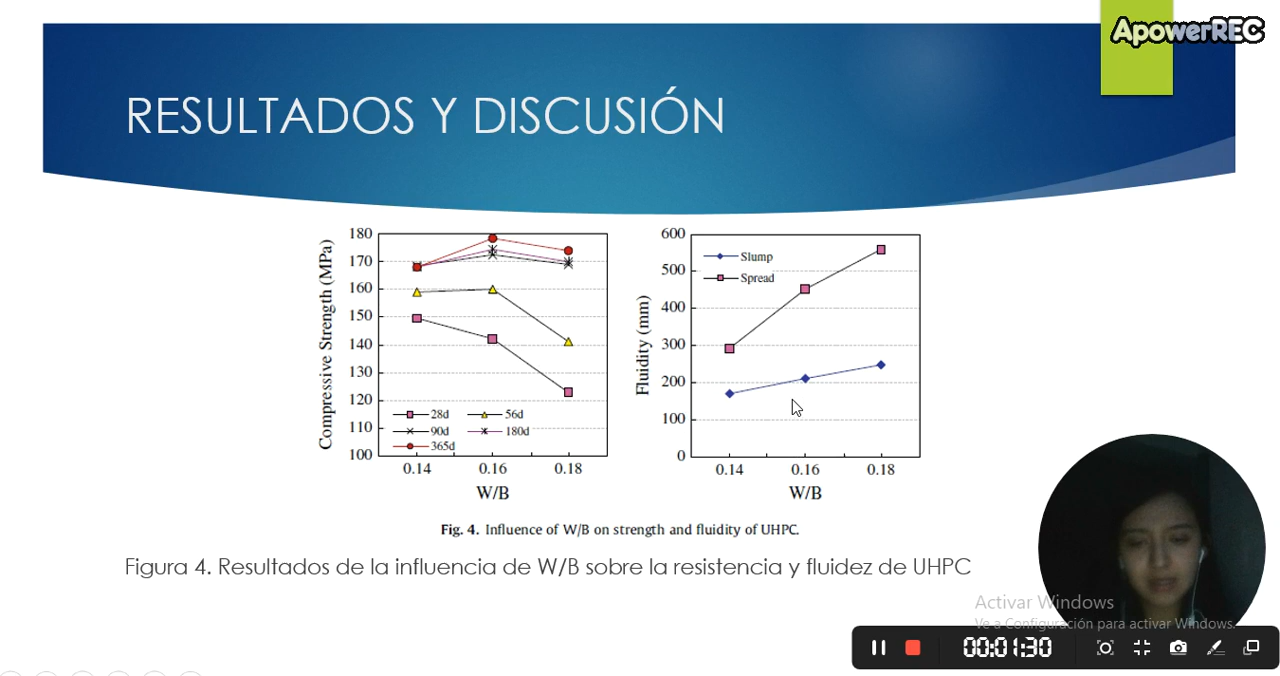 ApowerREC
RESULTADOS Y DISCUSIÓN
180
170
160
150
140
130
120
110
100
Compressive Strength (MPa)
28d
56d
90d
180d
365d
0.14
0.16
0.18
W/B
600
500
400
300
200
100
0
Fluidity (mm)
Slump
Spread
0.14
0.16
0.18
W/B
Fig. 4. Influence of W/B on strength and fluidity of UHPC.
Figura 4. Resultados de la influencia de W/B sobre la resistencia y fluidez de UHPC
Activar Windows
Ve a Configuración para activar Windows.
00:01:30